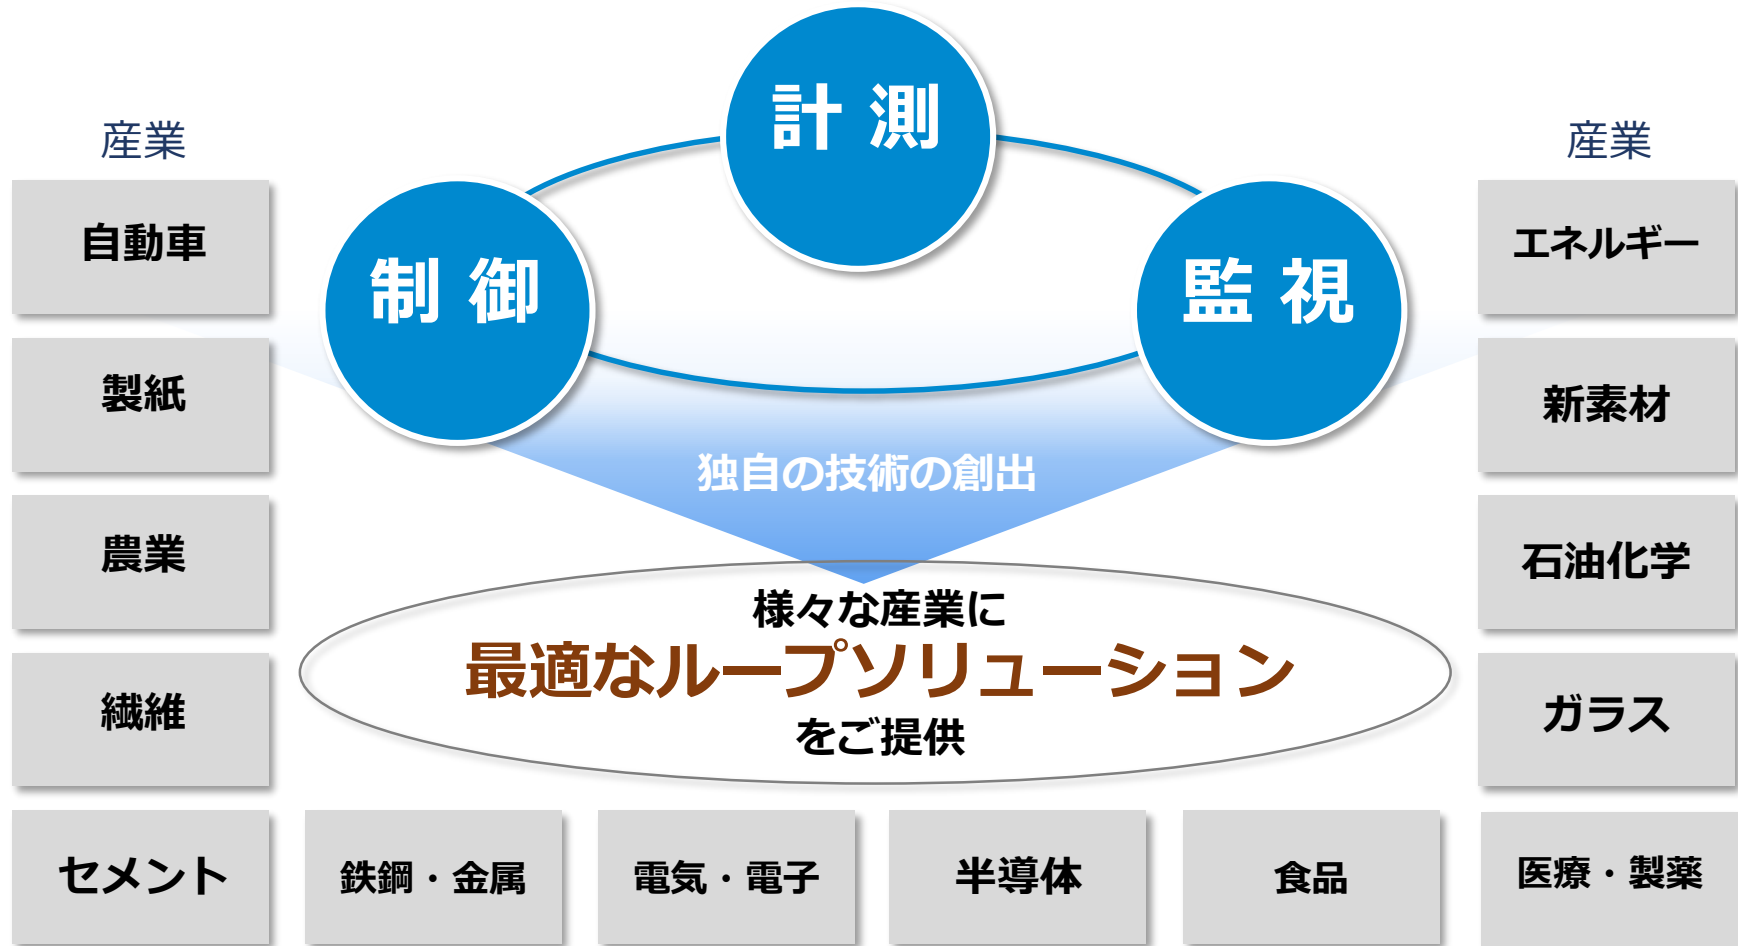 計 測
産業
産業
制 御
監 視
自動車
エネルギー
製紙
新素材
独自の技術の創出
農業
石油化学
様々な産業に
最適なループソリューション
をご提供
繊維
ガラス
セメント
鉄鋼・金属
電気・電子
半導体
食品
医療・製薬